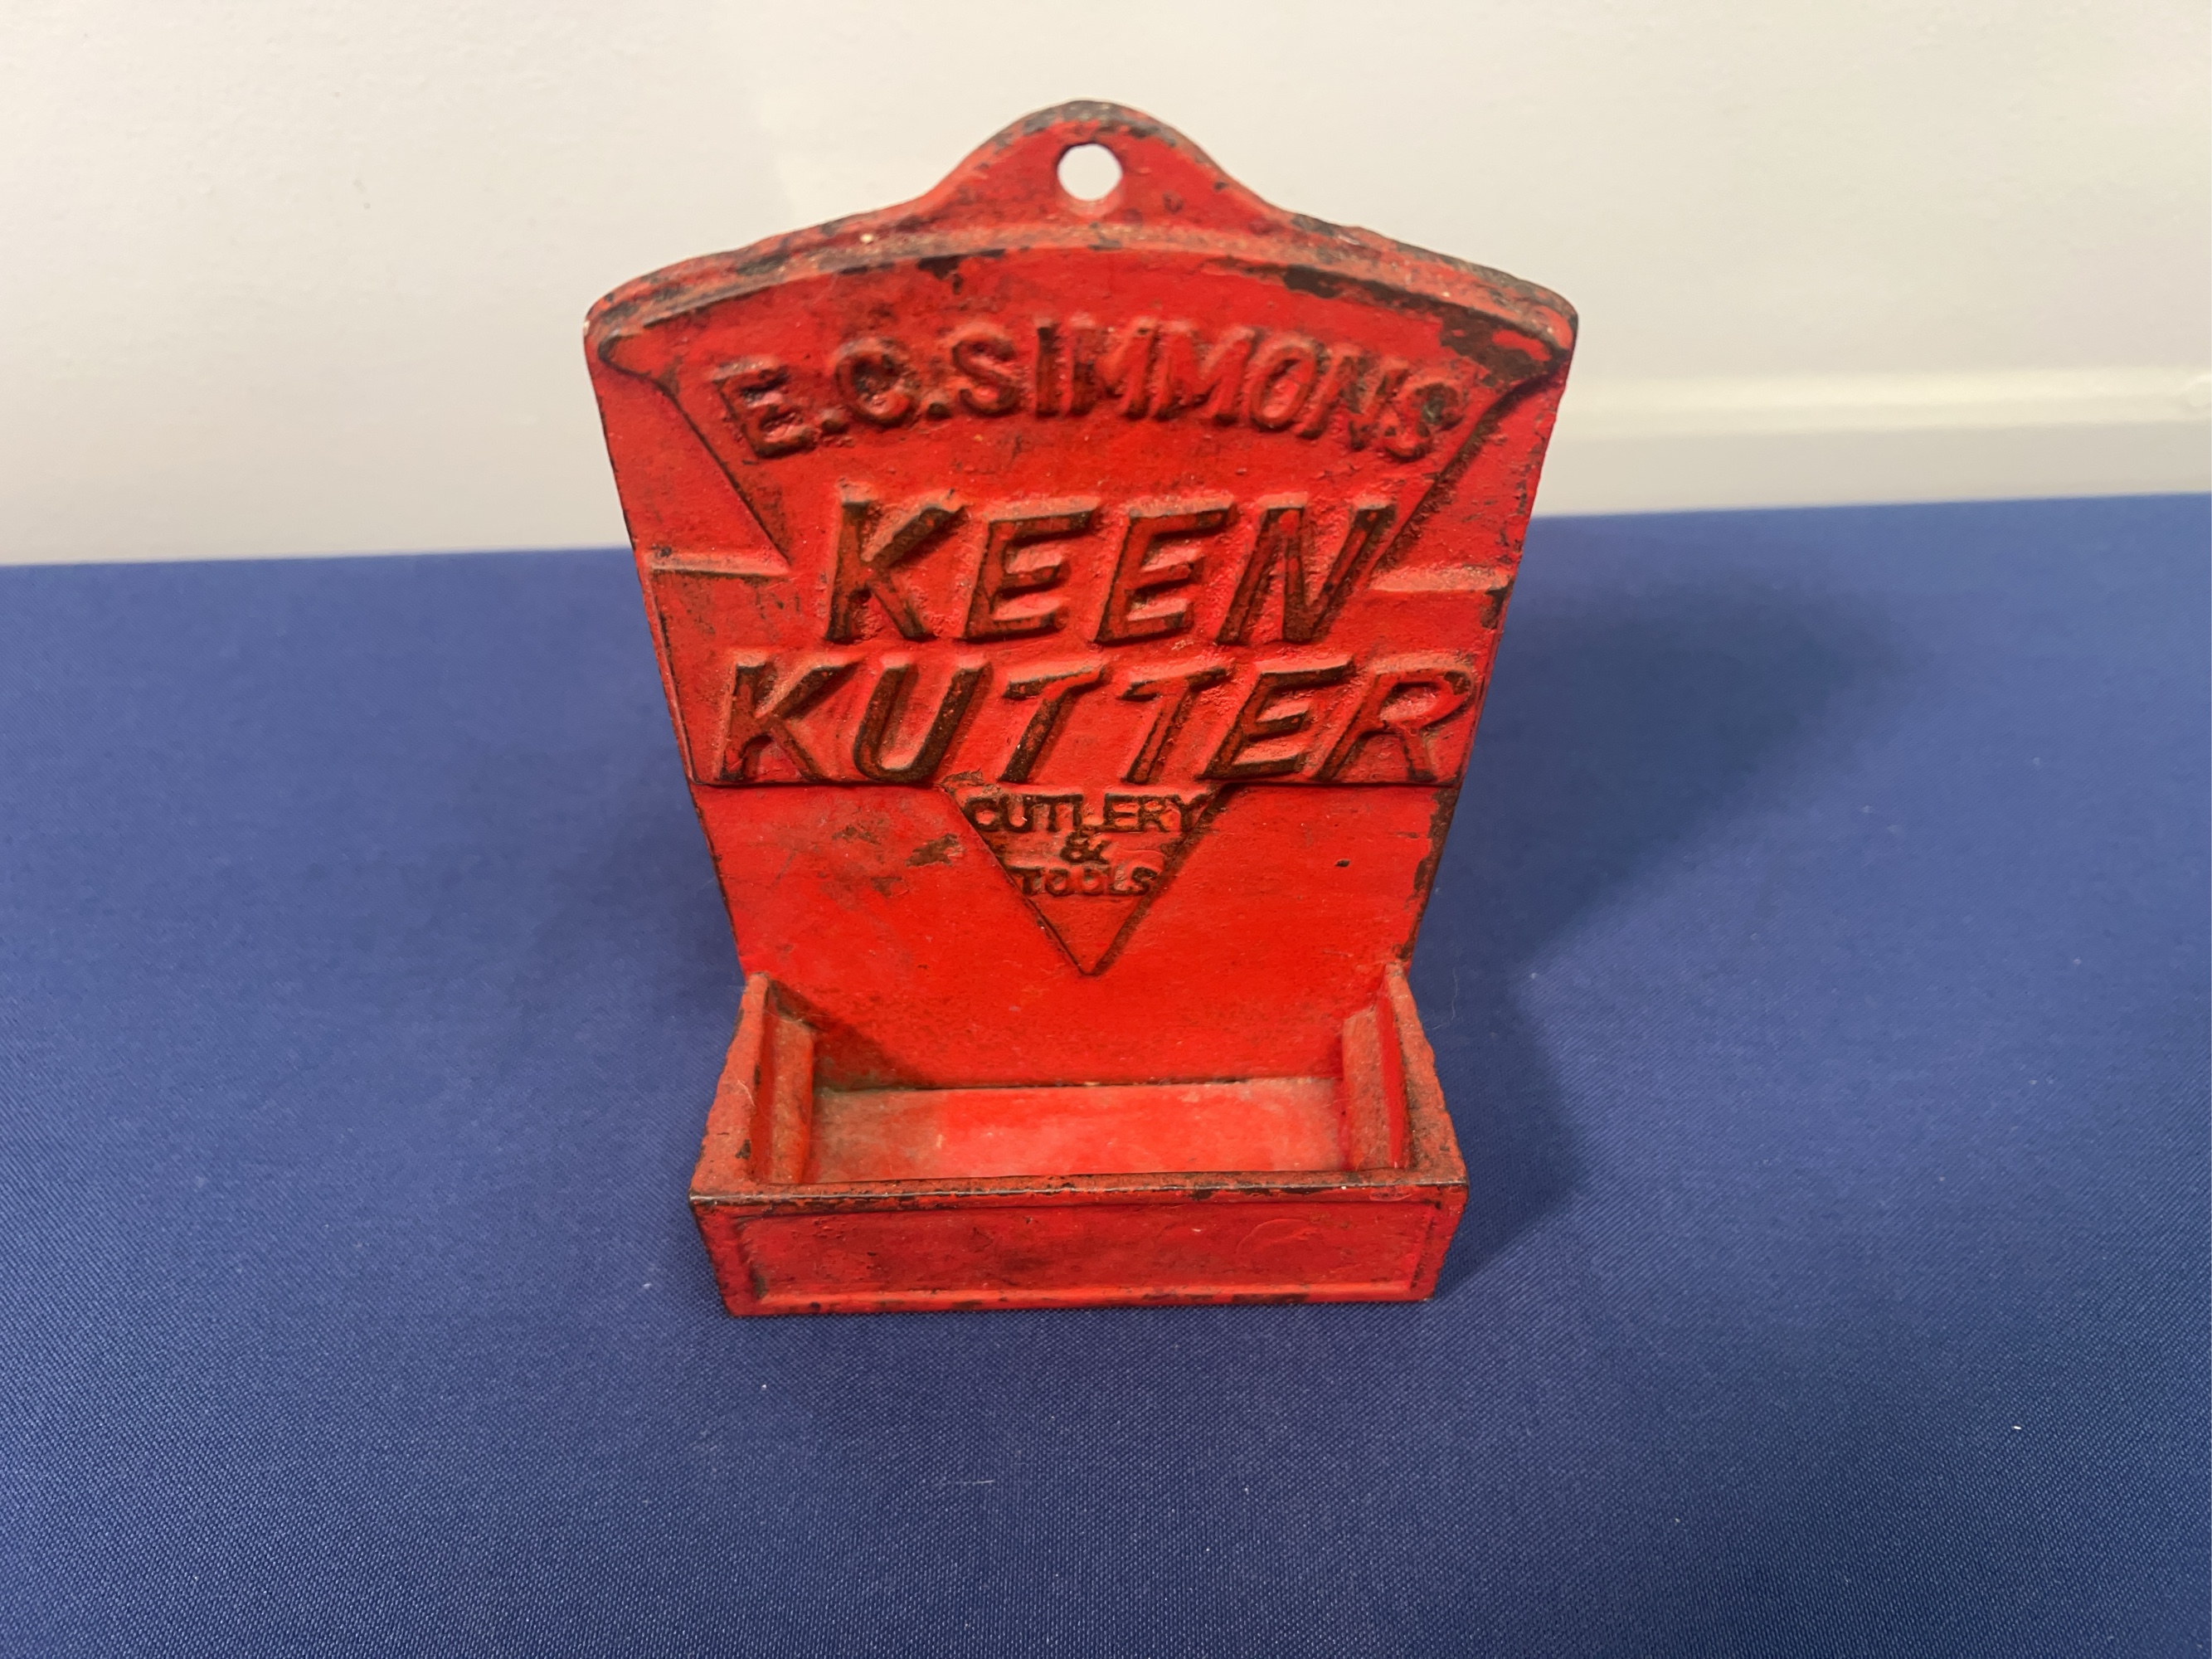 E.C.SIMMONS
KEEN
KUTTER
CUTLERY
&
TOOLS